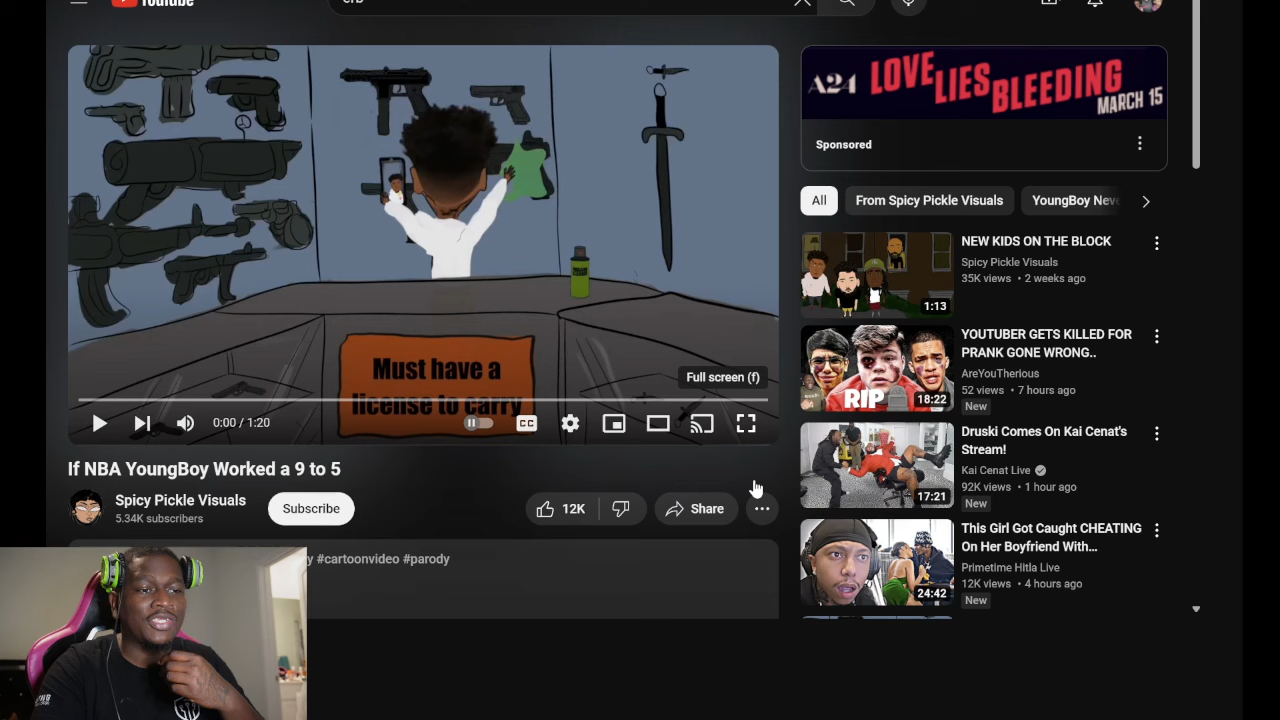 YouTube
A24 LOVE LIES BLEEDING
MARCH 15
Sponsored
Must have a
license to carry
Full screen (f)
0:00 / 1:20
CC
If NBA YoungBoy Worked a 9 to 5
Spicy Pickle Visuals
5.34K subscribers
Subscribe
12K
Share
y #cartoonvideo #parody
All
From Spicy Pickle Visuals
YoungBoy Nev
NEW KIDS ON THE BLOCK
Spicy Pickle Visuals
35K views • 2 weeks ago
1:13
YOUTUBER GETS KILLED FOR
PRANK GONE WRONG..
AreYouTherious
52 views • 7 hours ago
New
RIP
18:22
Druski Comes On Kai Cenat's
Stream!
Kai Cenat Live
92K views • 1 hour ago
New
17:21
This Girl Got Caught CHEATING
On Her Boyfriend With...
Primetime Hitla Live
12K views • 4 hours ago
New
24:42